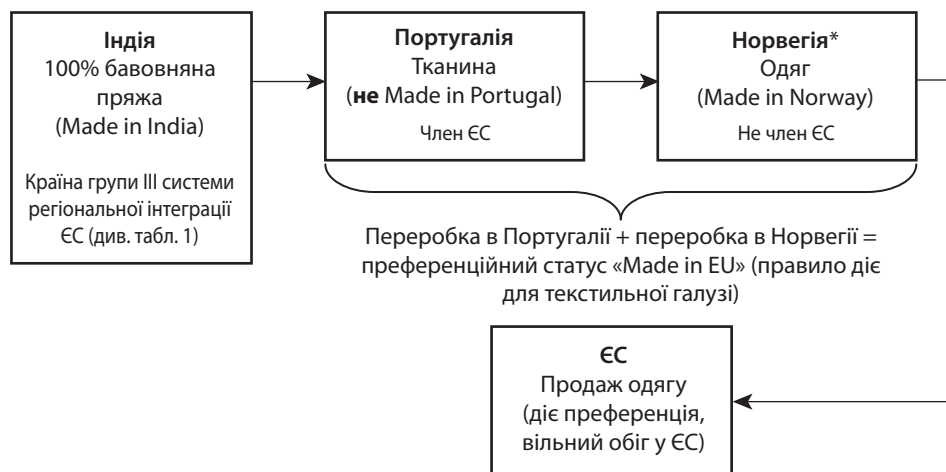 Індія
100% бавовняна
пряжа
(Made in India)
Країна групи III системи
регіональної інтеграції
ЄС (див. табл. 1)
Португалія
Тканина
(не Made in Portugal)
Член ЄС
Норвегія*
Одяг
(Made in Norway)
Не член ЄС
Переробка в Португалії + переробка в Норвегії =
преференційний статус «Made in EU» (правило діє
для текстильної галузі)
ЄС
Продаж одягу
(діє преференція,
вільний обіг у ЄС)